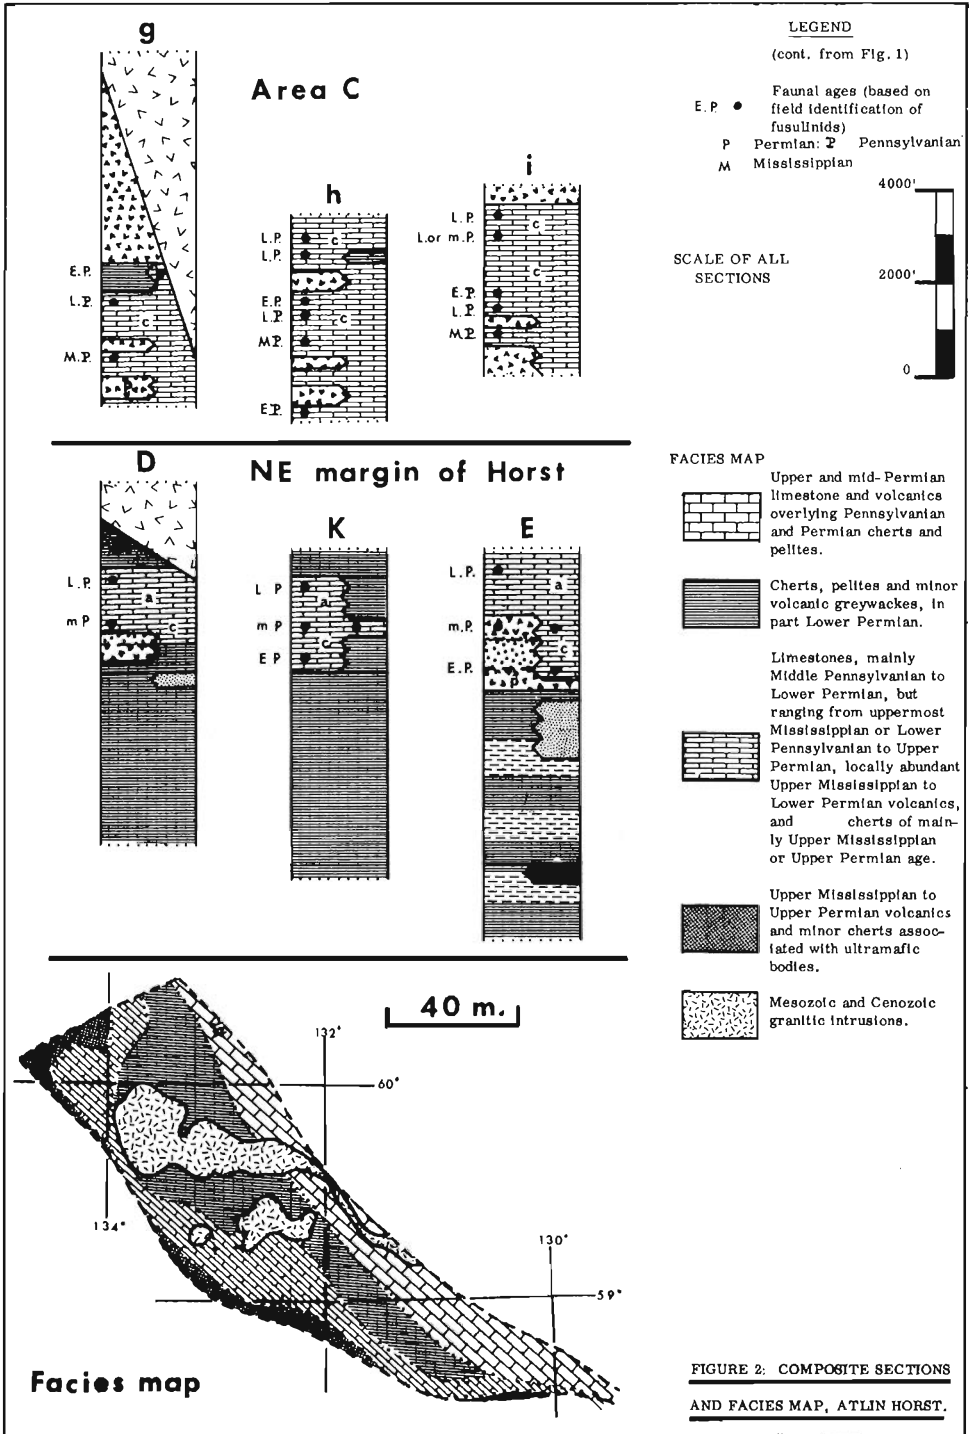 g
Area C
E.P.
L.P.
M.P.
c
h
L.P.
L.P.
E.P.
L.P.
M.P.
E.P.
c
c
i
L.P.
L.or m.P.
E.P.
L.P.
M.P.
c
c
LEGEND
(cont. from Fig. 1)
E.P. Faunal ages (based on
field identification of
fusulinids)
P Permian: P Pennsylvanian
M Mississippian
4000'
SCALE OF ALL
SECTIONS
2000'
0
NE margin of Horst
D
L.P.
m P
a
c
K
L P
m P
E P
a
c
E
L.P.
m.P.
E.P.
a
c
P
FACIES MAP
Upper and mid-Permian
limestone and volcanics
overlying Pennsylvanian
and Permian cherts and
pelites.
Cherts, pelites and minor
volcanic greywackes, in
part Lower Permian.
Limestones, mainly
Middle Pennsylvanian to
Lower Permian, but
ranging from uppermost
Mississippian or Lower
Pennsylvanian to Upper
Permian, locally abundant
Upper Mississippian to
Lower Permian volcanics,
and cherts of main-
ly Upper Mississippian
or Upper Permian age.
Upper Mississippian to
Upper Permian volcanics
and minor cherts assoc-
iated with ultramafic
bodies.
Mesozoic and Cenozoic
granitic intrusions.
40 m.
132°
60°
134°
130°
59°
Facies map
FIGURE 2: COMPOSITE SECTIONS
AND FACIES MAP, ATLIN HORST.